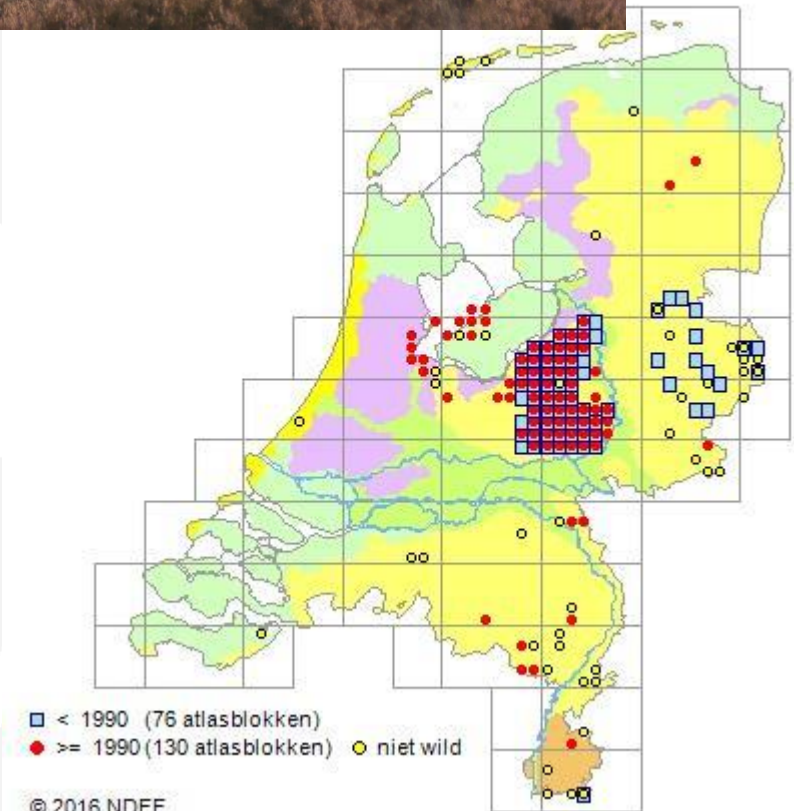 < 1990 (76 atlasblokken)
>= 1990 (130 atlasblokken) niet wild
© 2016 NDFF